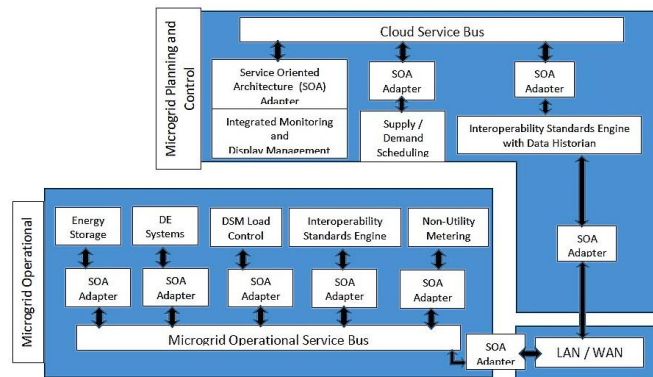 Microgrid Planning and
Control
Cloud Service Bus
Service Oriented
Architecture (SOA)
Adapter
SOA
Adapter
SOA
Adapter
Integrated Monitoring
and
Display Management
Supply /
Demand
Scheduling
Interoperability Standards Engine
with Data Historian
SOA
Adapter
Microgrid Operational
Energy
Storage
DE
Systems
DSM Load
Control
Interoperability
Standards Engine
Non-Utility
Metering
SOA
Adapter
SOA
Adapter
SOA
Adapter
SOA
Adapter
SOA
Adapter
Microgrid Operational Service Bus
SOA
Adapter
LAN / WAN